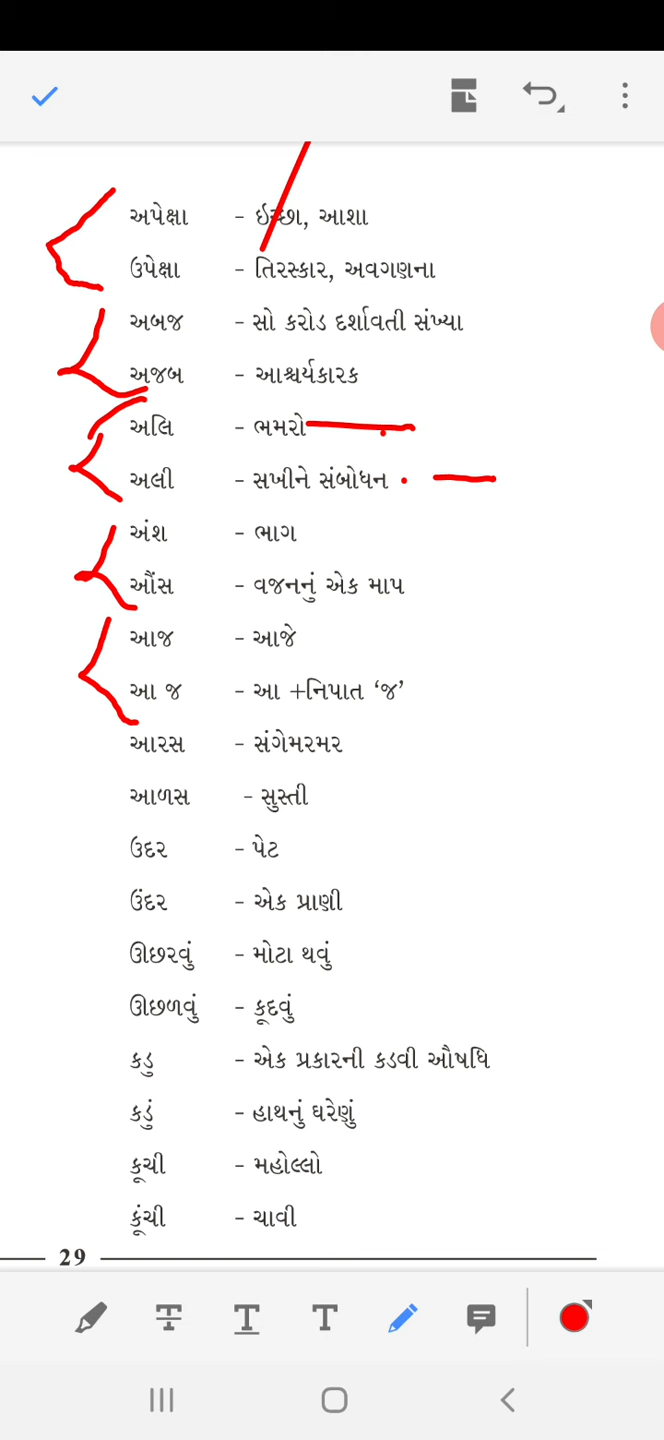 અપેક્ષા - ઇચ્છા, આશા
ઉપેક્ષા - તિરસ્કાર, અવગણના
અબજ - સો કરોડ દર્શાવતી સંખ્યા
અજબ - આશ્ચર્યકારક
અલિ - ભમરો
અલી - સખીને સંબોધન
અંશ - ભાગ
ઔંસ - વજનનું એક માપ
આજ - આજે
આ જ - આ +નિપાત ‘જ’
આરસ - સંગેમરમર
આળસ - સુસ્તી
ઉદર - પેટ
ઉંદર - એક પ્રાણી
ઊછરવું - મોટા થવું
ઊછળવું - કૂદવું
કડુ - એક પ્રકારની કડવી ઔષધિ
કડું - હાથનું ઘરેણું
કૂચી - મહોલ્લો
કૂંચી - ચાવી
29
T T T